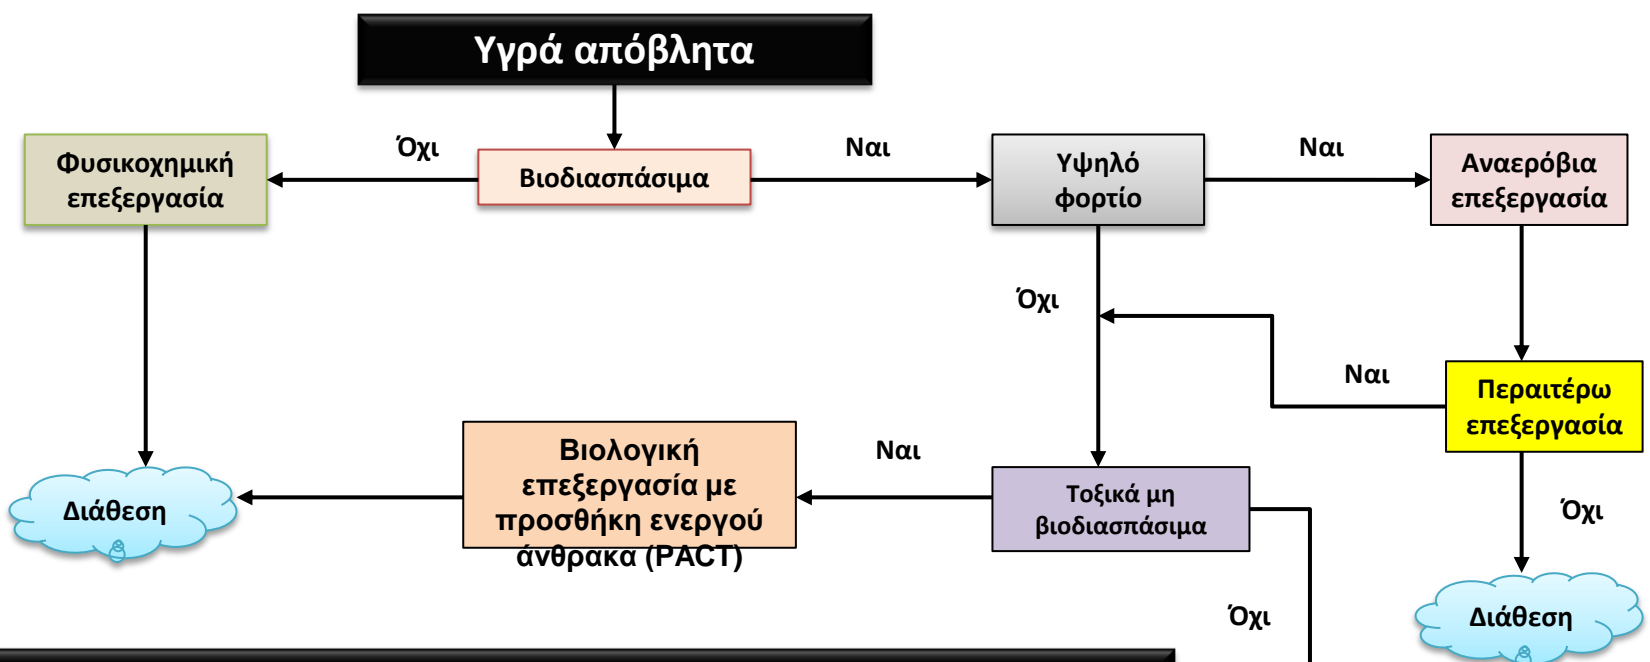 Υγρά απόβλητα
Όχι
Ναι
Ναι
Φυσικοχημική
επεξεργασία
Βιοδιασπάσιμα
Υψηλό
φορτίο
Αναερόβια
επεξεργασία
Όχι
Ναι
Περαιτέρω
επεξεργασία
Βιολογική
επεξεργασία με
προσθήκη ενεργού
άνθρακα (PACT)
Ναι
Τοξικά μη
βιοδιασπάσιμα
Διάθεση
Όχι
Όχι
Διάθεση